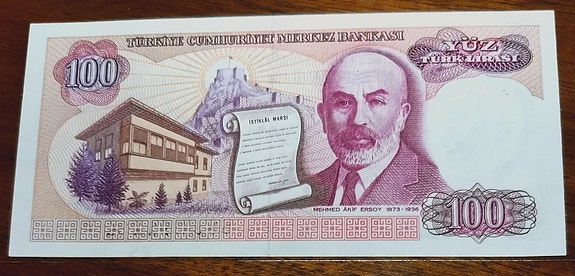 TÜRKİYE CUMHURİYET MERKEZ BANKASI
100
YÜZ
TÜRK LİRASI
İSTİKLÂL MARŞI
MEHMED ÂKİF ERSOY 1873-1936
100